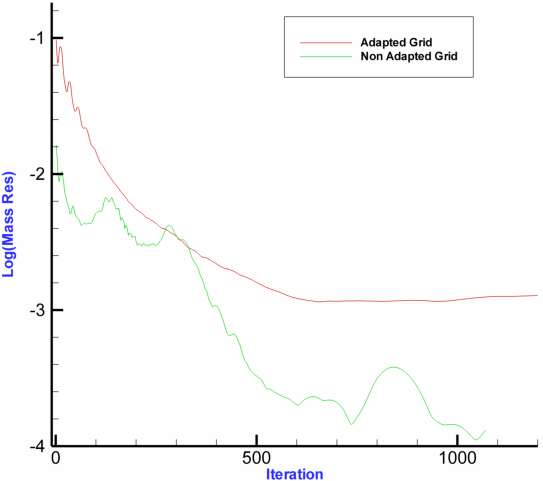 Adapted Grid
Non Adapted Grid
-1
-2
-3
-4
Log(Mass Res)
0 500 1000
Iteration